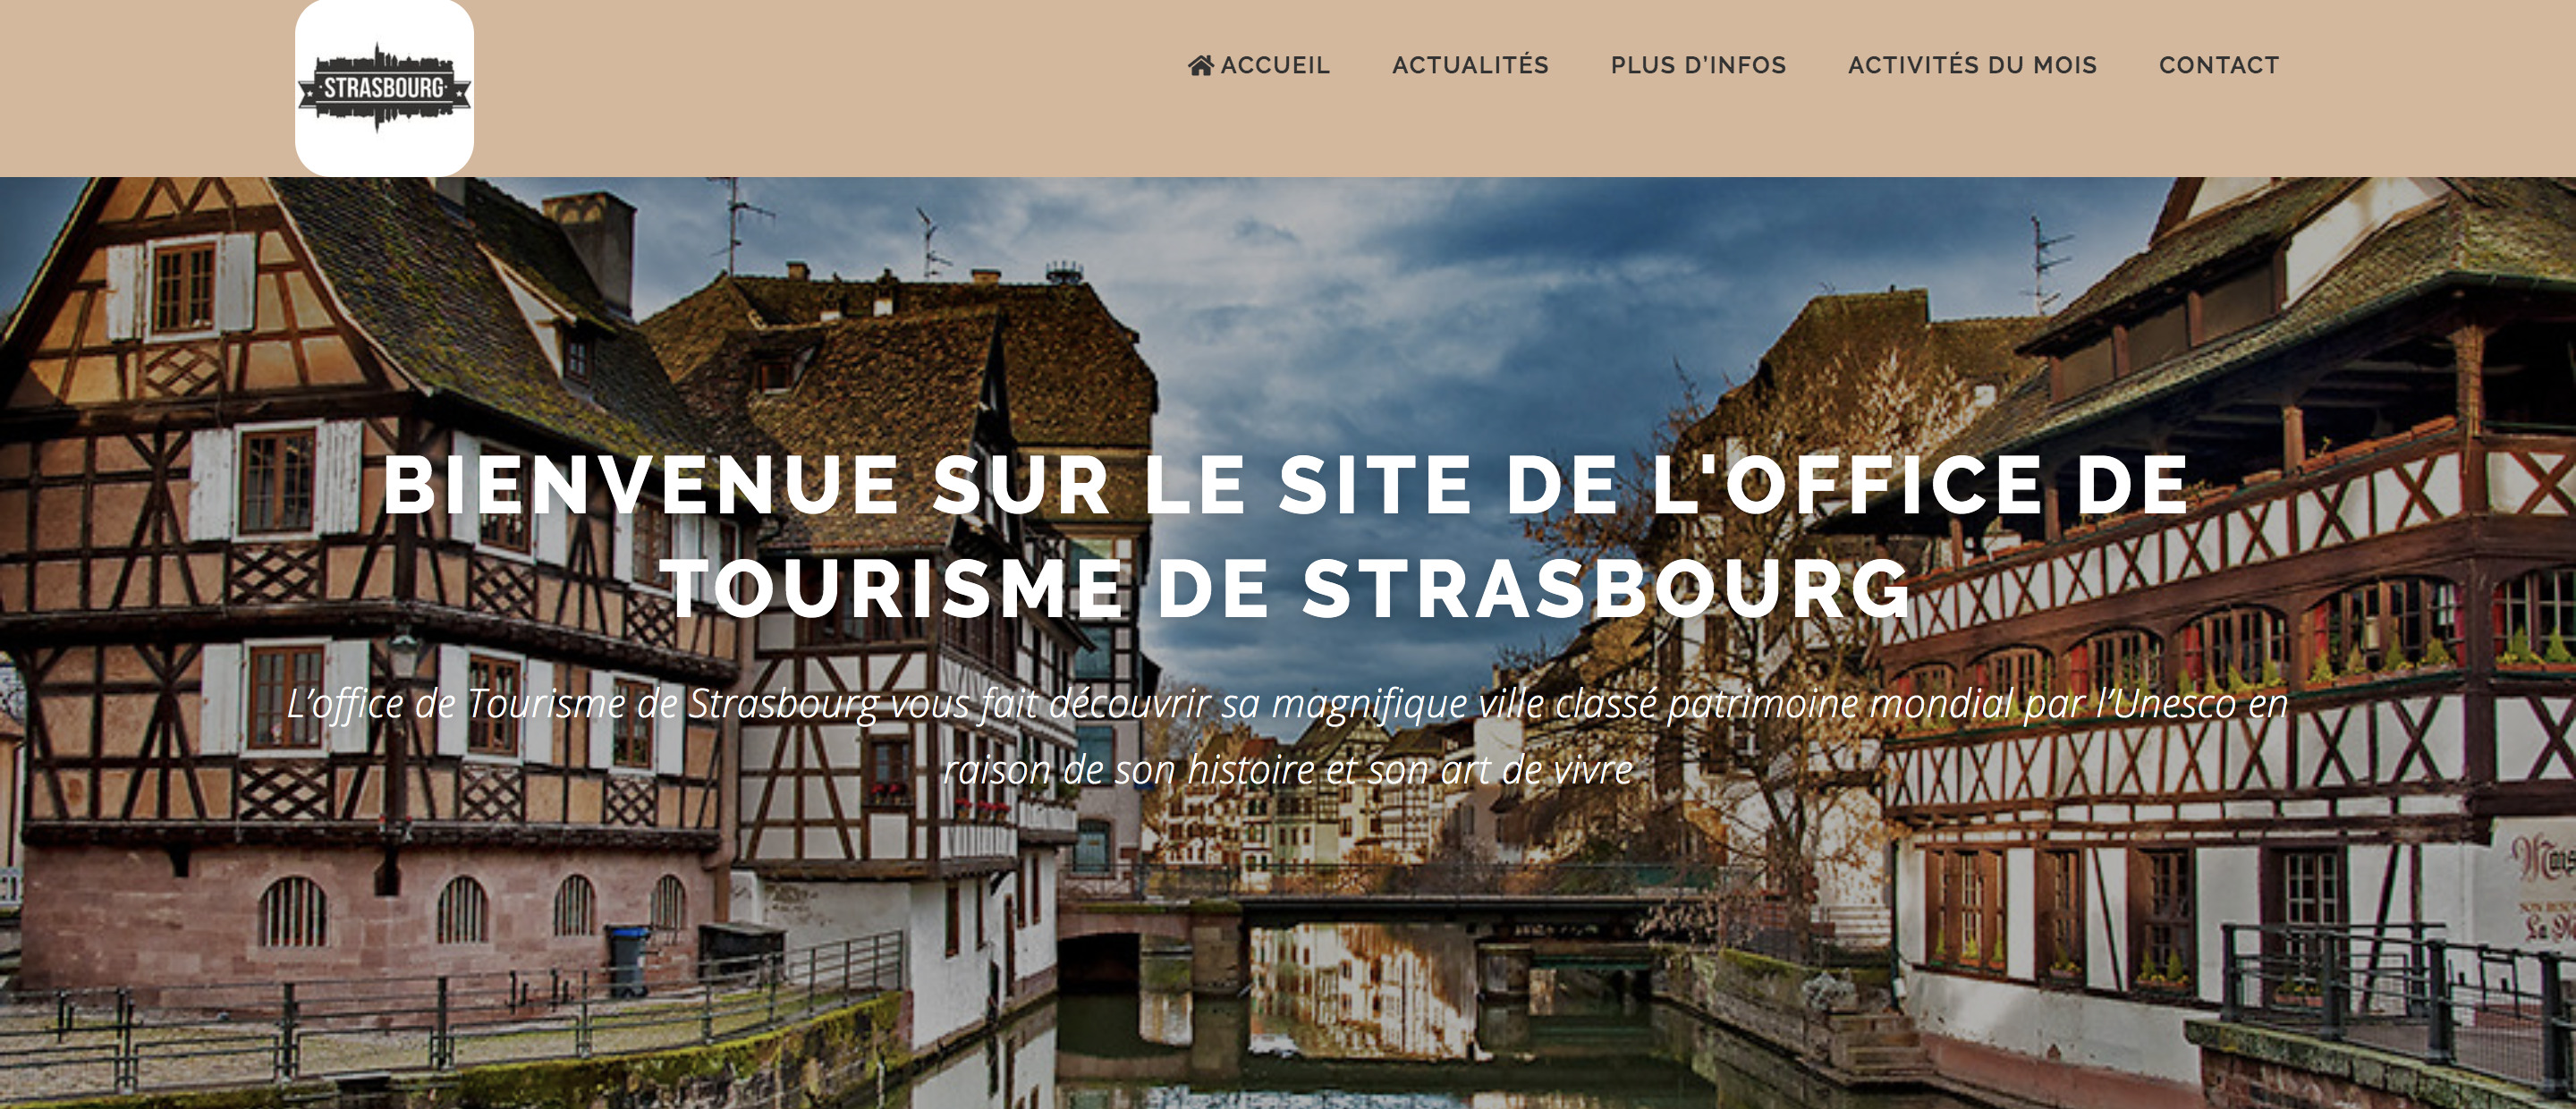 STRASBOURG
ACCUEIL ACTUALITÉS PLUS D'INFOS ACTIVITÉS DU MOIS CONTACT
BIENVENUE SUR LE SITE DE L'OFFICE DE
TOURISME DE STRASBOURG
L’office de Tourisme de Strasbourg vous fait découvrir sa magnifique ville classé patrimoine mondial par l’Unesco en
raison de son histoire et son art de vivre